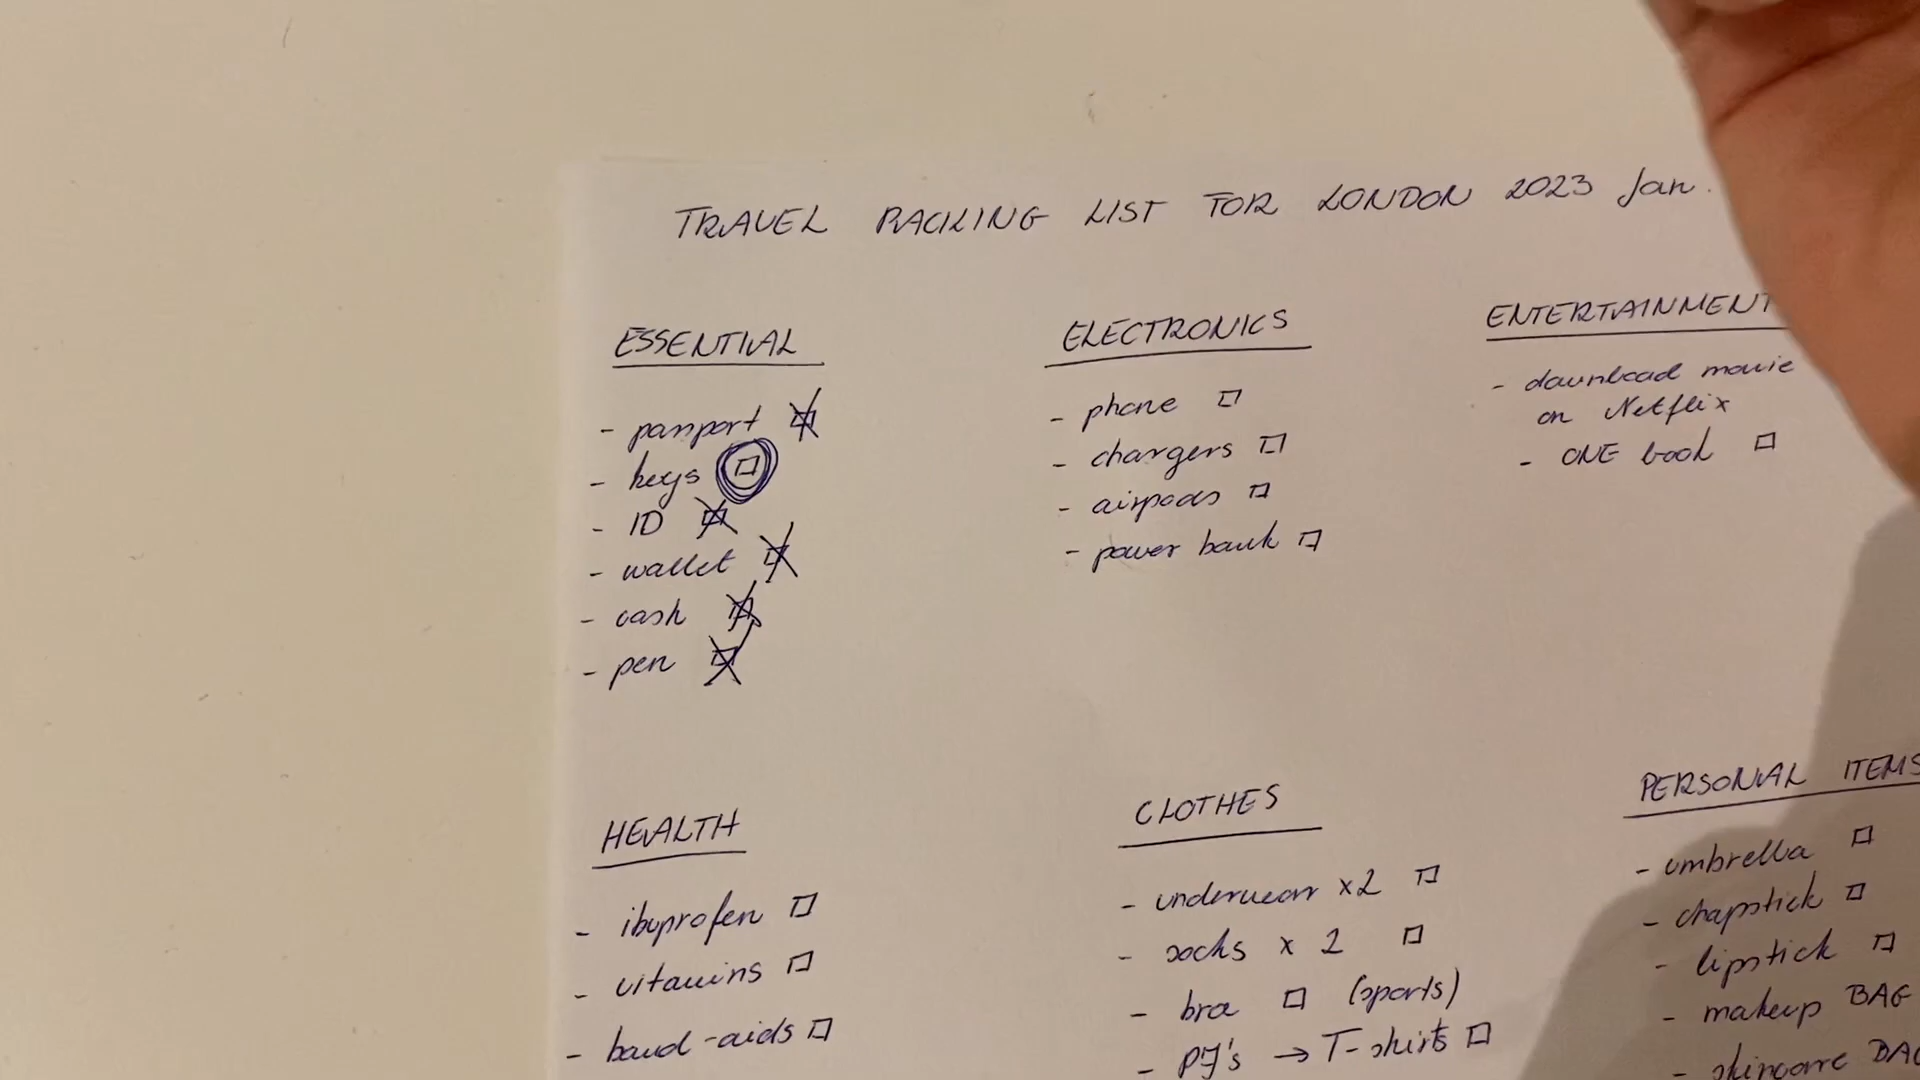 TRAVEL PACKING LIST FOR LONDON 2023 Jan.
ESSENTIAL
- passport
- keys
- ID
- wallet
- cash
- pen
ELECTRONICS
- phone
- chargers
- airpods
- power bank
ENTERTAINMENT
- download movie
on Netflix
- ONE book
HEALTH
- ibuprofen
- vitamins
- band-aids
CLOTHES
- underwear x2
- socks x 2
- bra (sports)
- PJ's → T-shirts
PERSONAL ITEMS
- umbrella
- chapstick
- lipstick
- makeup BAG
- skincare BAG